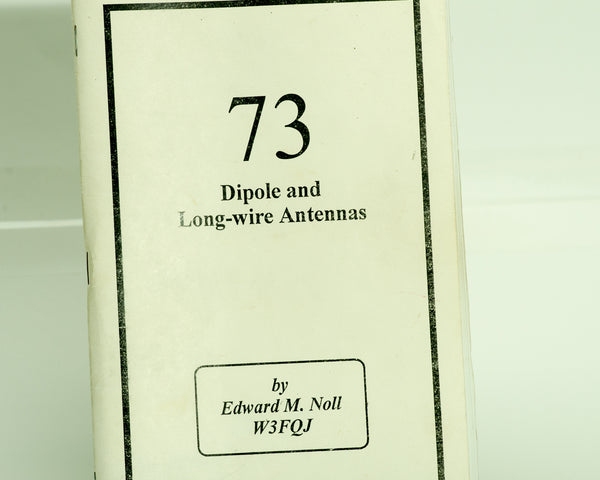 73
Dipole and
Long-wire Antennas
by
Edward M. Noll
W3FQJ